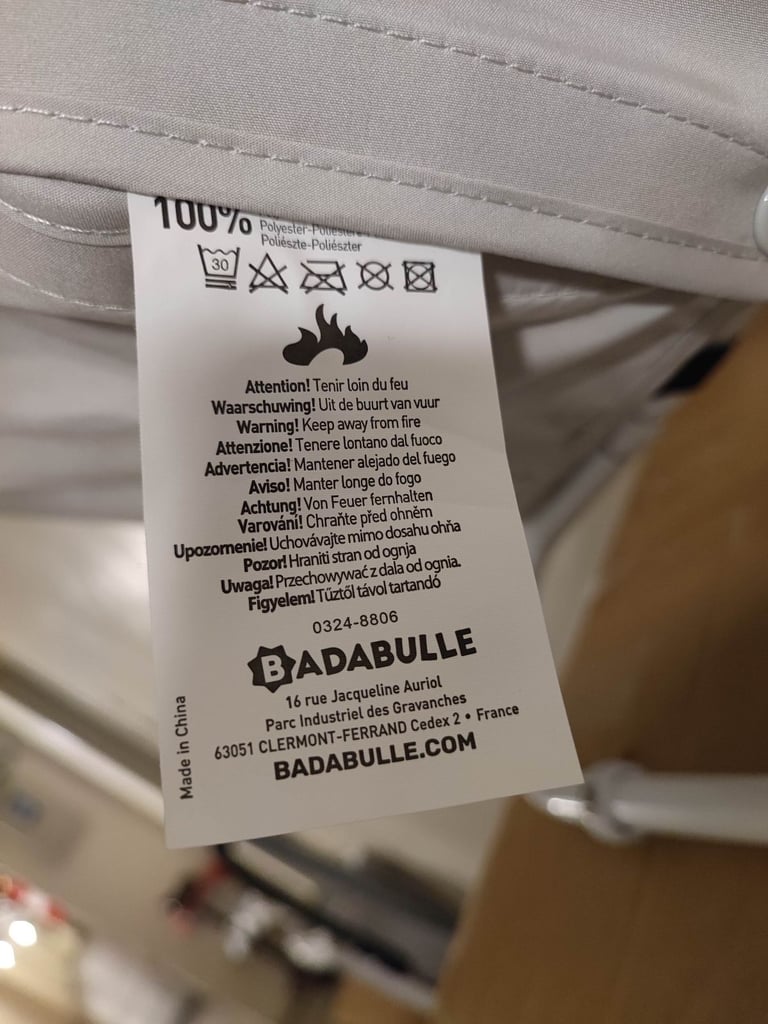 100%
Polyester-Poliéster-
Poliészte-Poliészter
30
Attention! Tenir loin du feu
Waarschuwing! Uit de buurt van vuur
Warning! Keep away from fire
Attenzione! Tenere lontano dal fuoco
Advertencia! Mantener alejado del fuego
Aviso! Manter longe do fogo
Achtung! Von Feuer fernhalten
Varování! Chraňte před ohněm
Upozornenie! Uchovávajte mimo dosahu ohňa
Pozor! Hraniti stran od ognja
Uwaga! Przechowywać z dala od ognia.
Figyelem! Tűztől távol tartandó
0324-8806
BADABULLE
16 rue Jacqueline Auriol
Parc Industriel des Gravanches
63051 CLERMONT-FERRAND Cedex 2 • France
BADABULLE.COM
Made in China